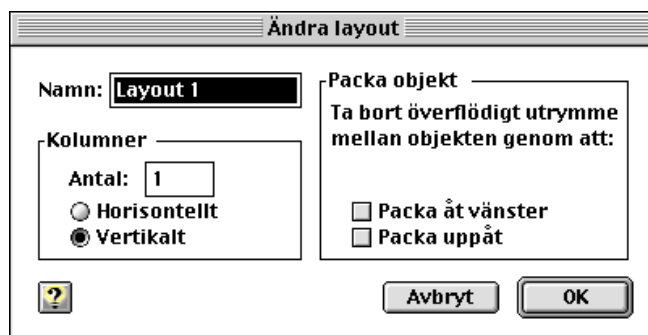 Ändra layout
Namn: Layout 1
Kolumner
Antal: 1
Horisontellt
Vertikalt
Packa objekt
Ta bort överflödigt utrymme
mellan objekten genom att:
Packa åt vänster
Packa uppåt
?
Avbryt
OK